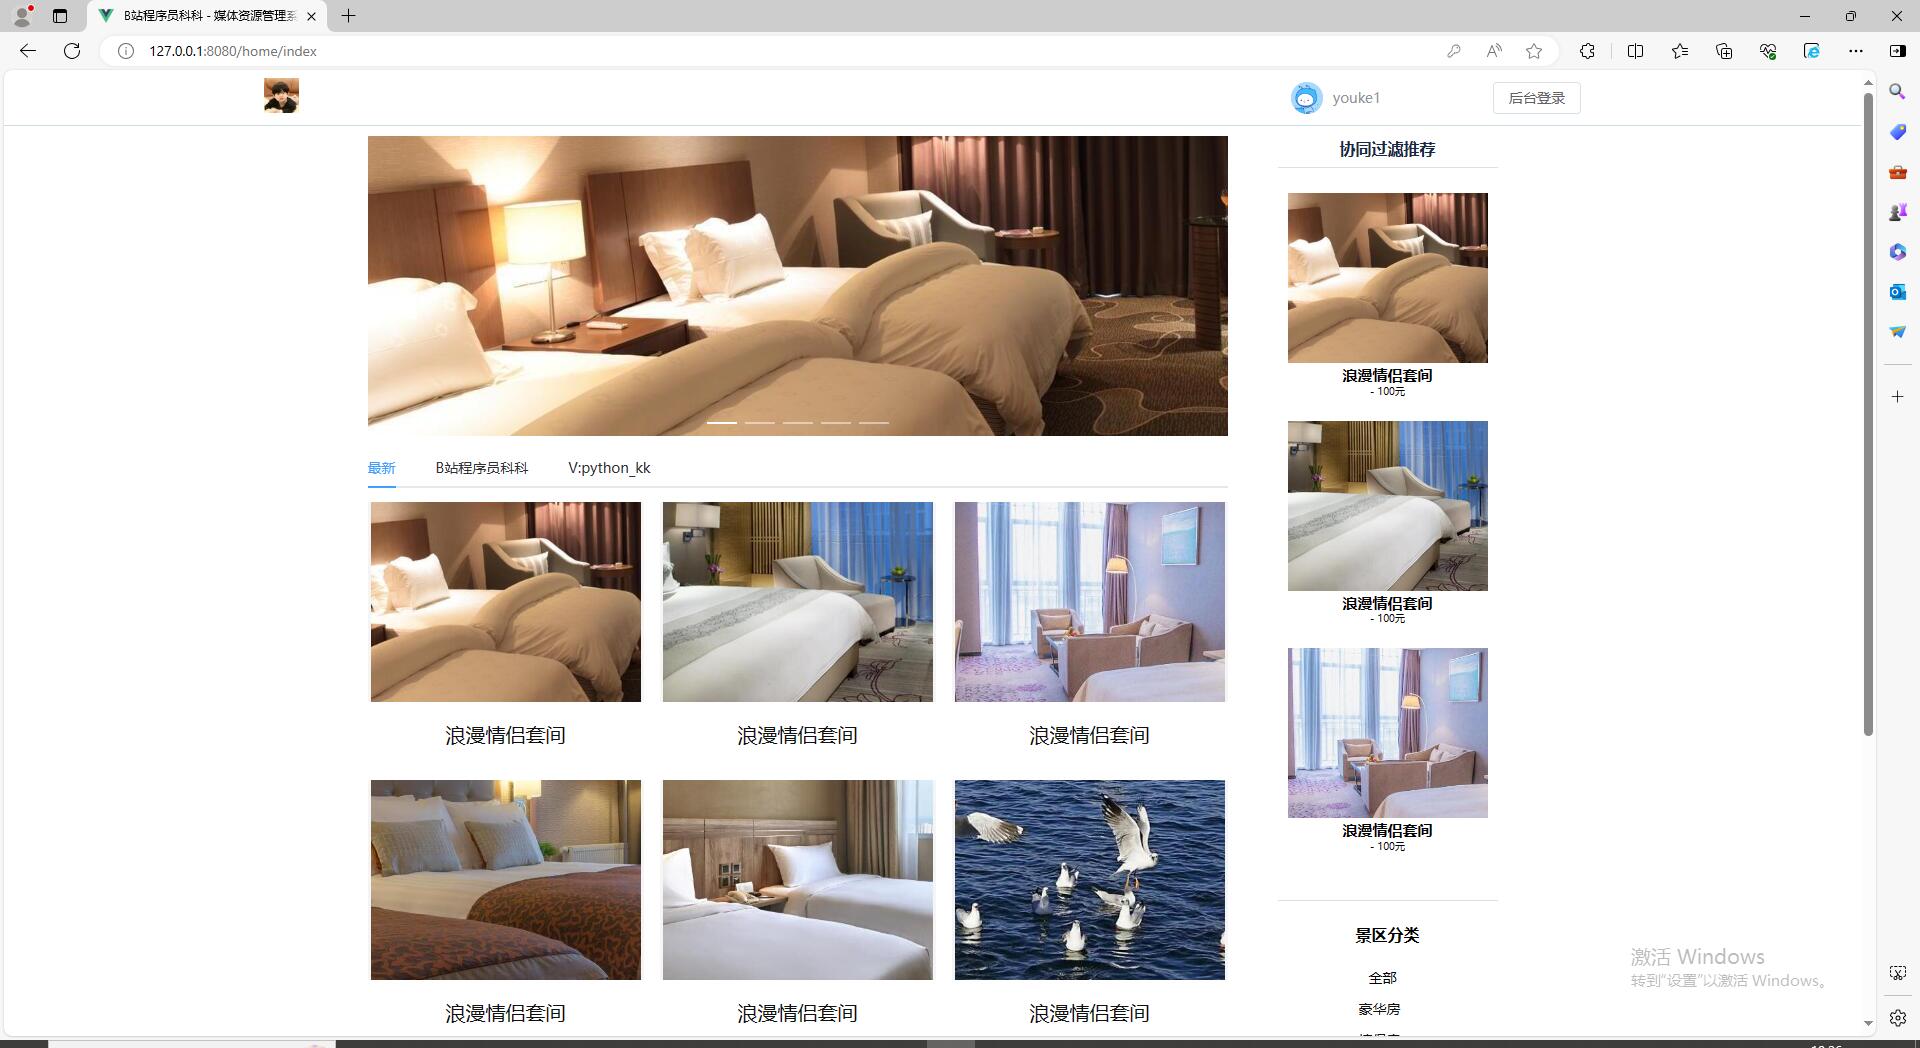 B站程序员科科 - 媒体资源管理系
127.0.0.1:8080/home/index
youke1
后台登录
协同过滤推荐
浪漫情侣套间
- 100元
浪漫情侣套间
- 100元
浪漫情侣套间
- 100元
最新
B站程序员科科
V:python_kk
浪漫情侣套间
浪漫情侣套间
浪漫情侣套间
浪漫情侣套间
浪漫情侣套间
浪漫情侣套间
景区分类
全部
豪华房
激活 Windows
转到“设置”以激活 Windows。